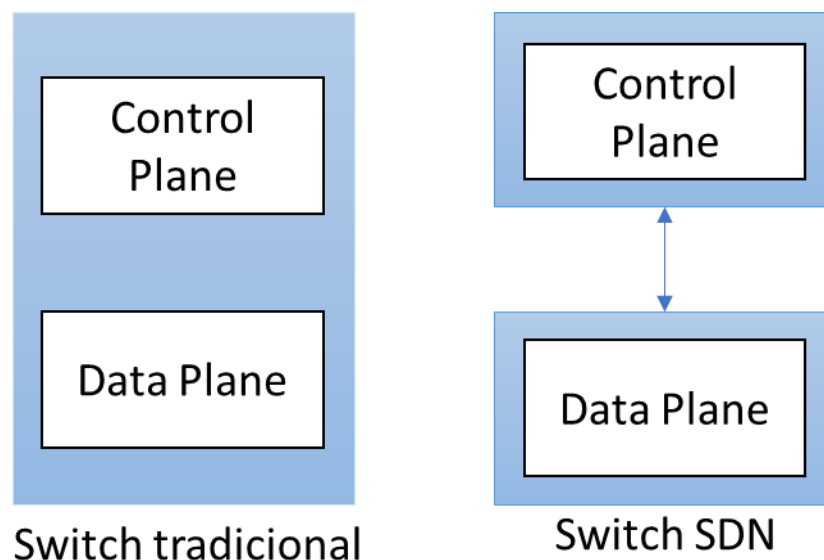 Control
Plane
Data Plane
Switch tradicional
Control
Plane
Data Plane
Switch SDN